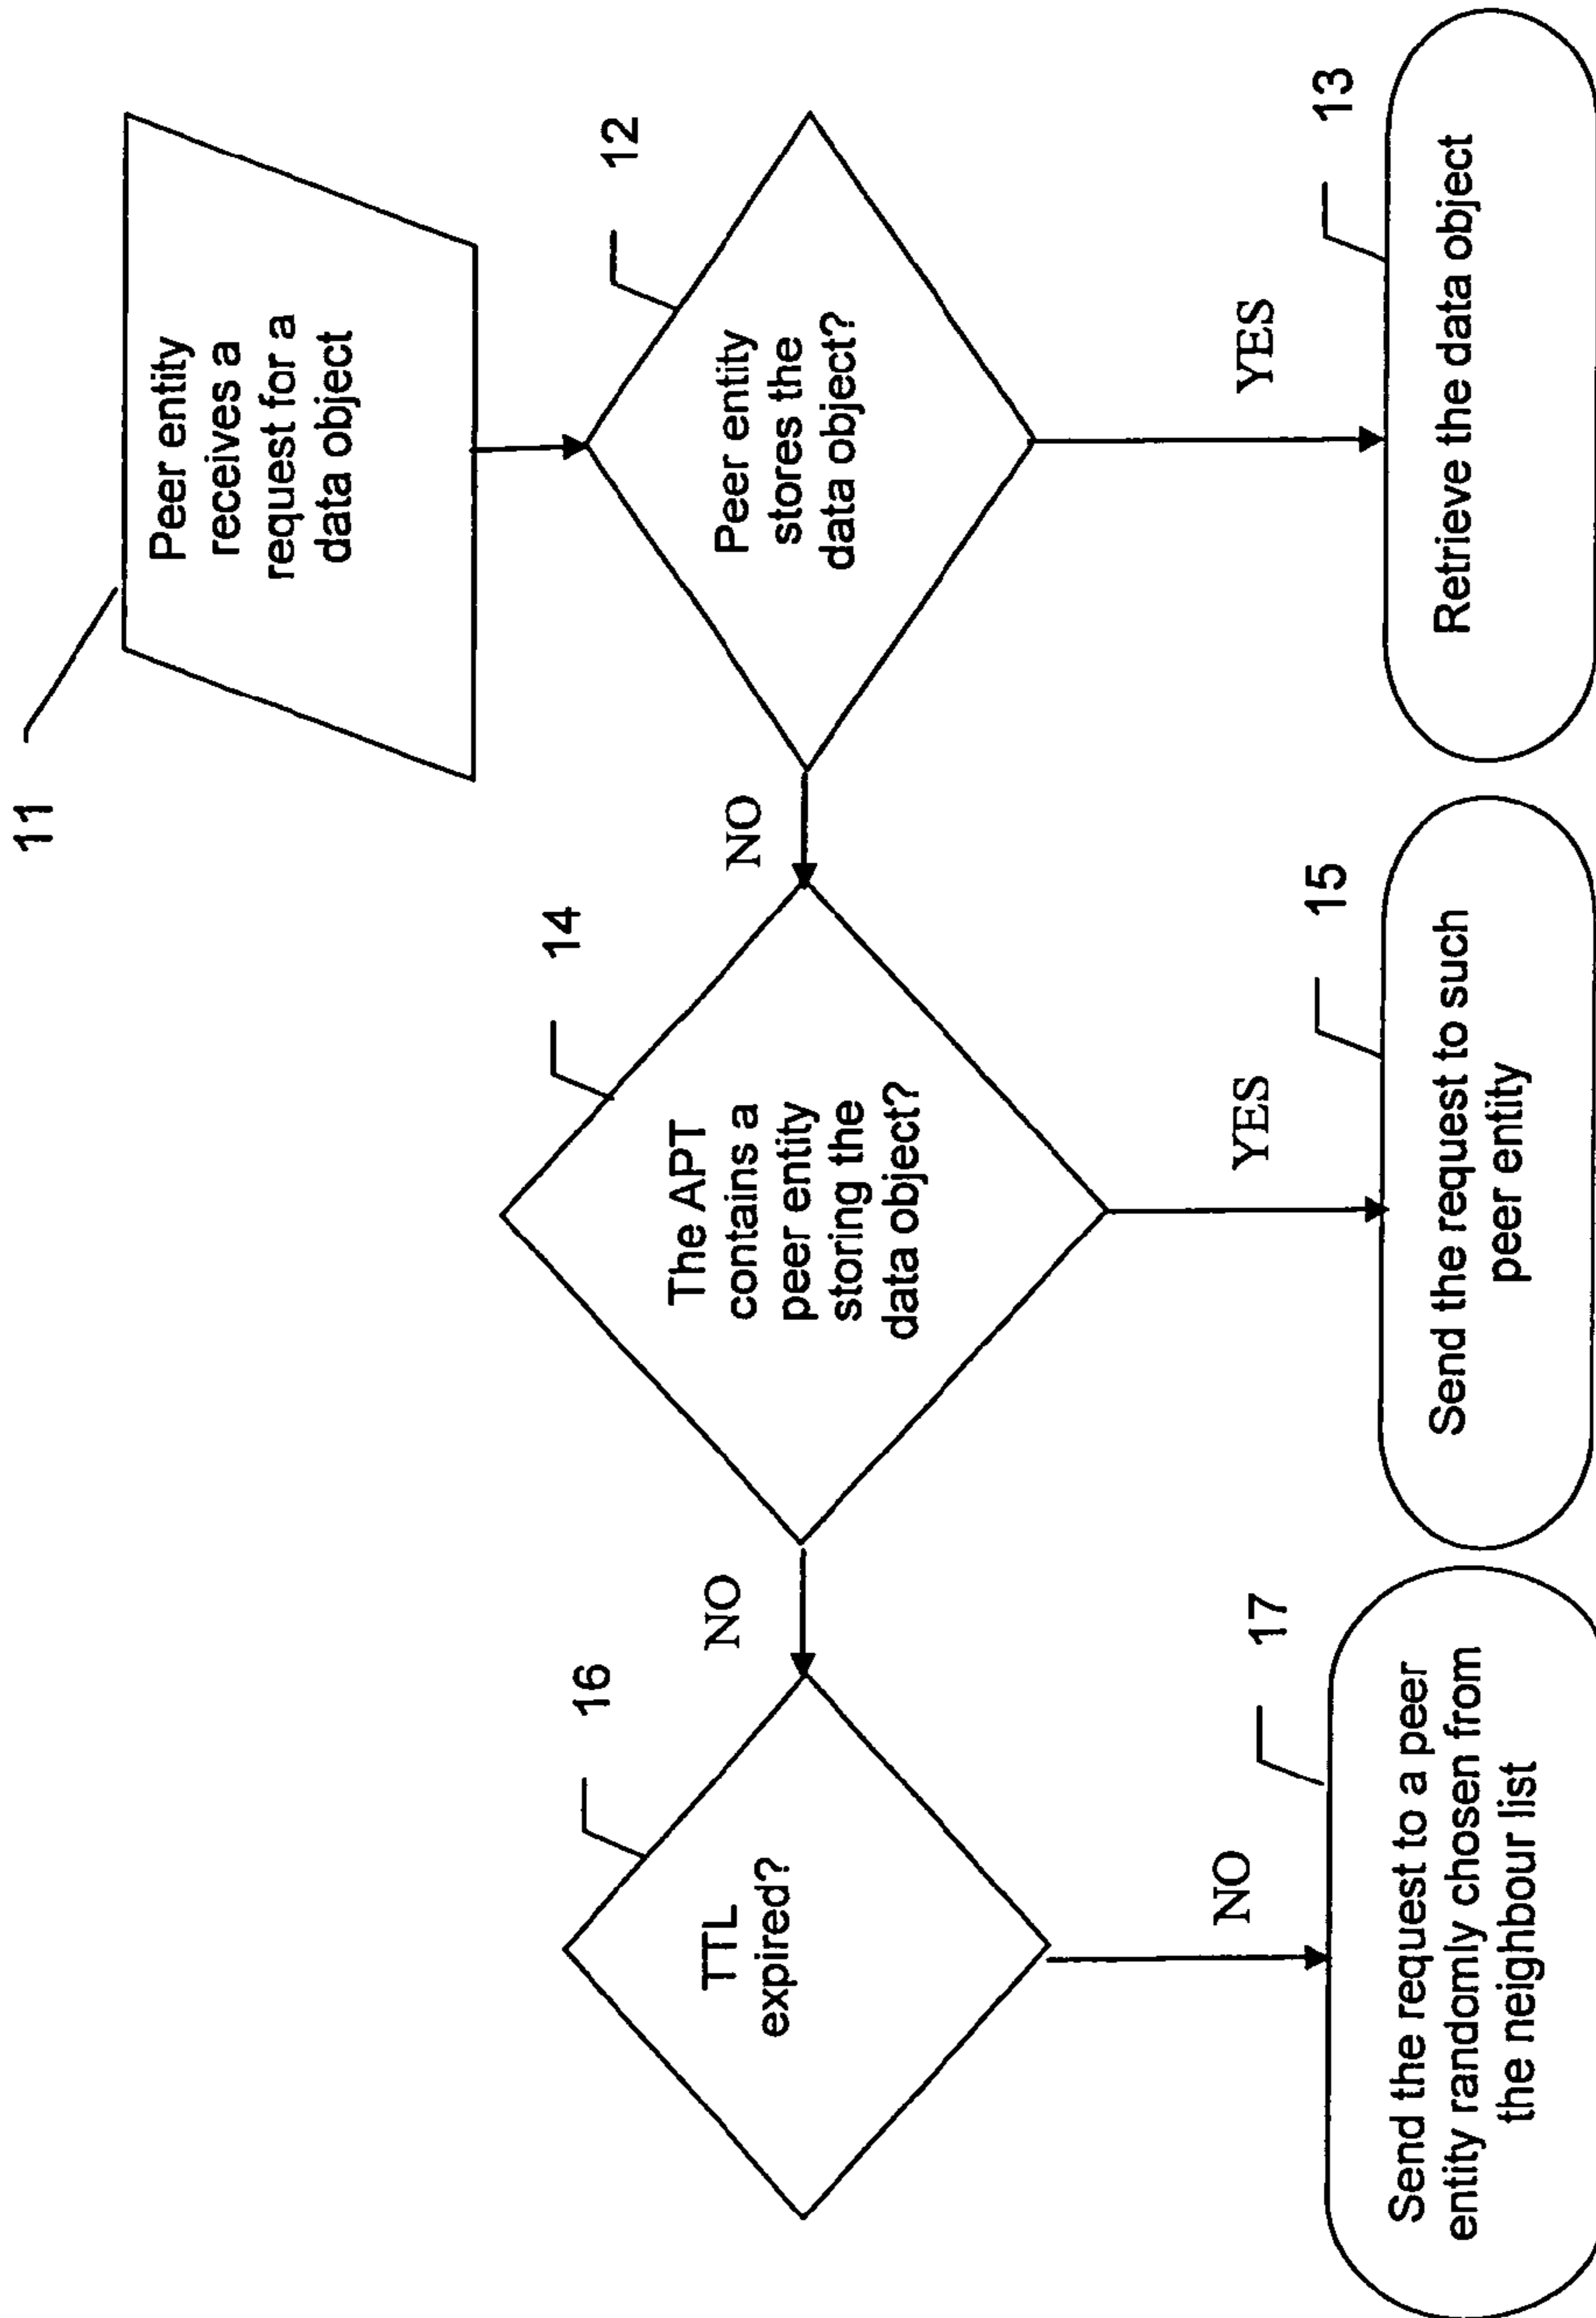 11
Peer entity
receives a
request for a
data object
12
Peer entity
stores the
data object?
YES
13
Retrieve the data object
NO
14
The APT
contains a
peer entity
storing the
data object?
YES
15
Send the request to such
peer entity
NO
16
TTL
expired?
NO
17
Send the request to a peer
entity randomly chosen from
the neighbour list